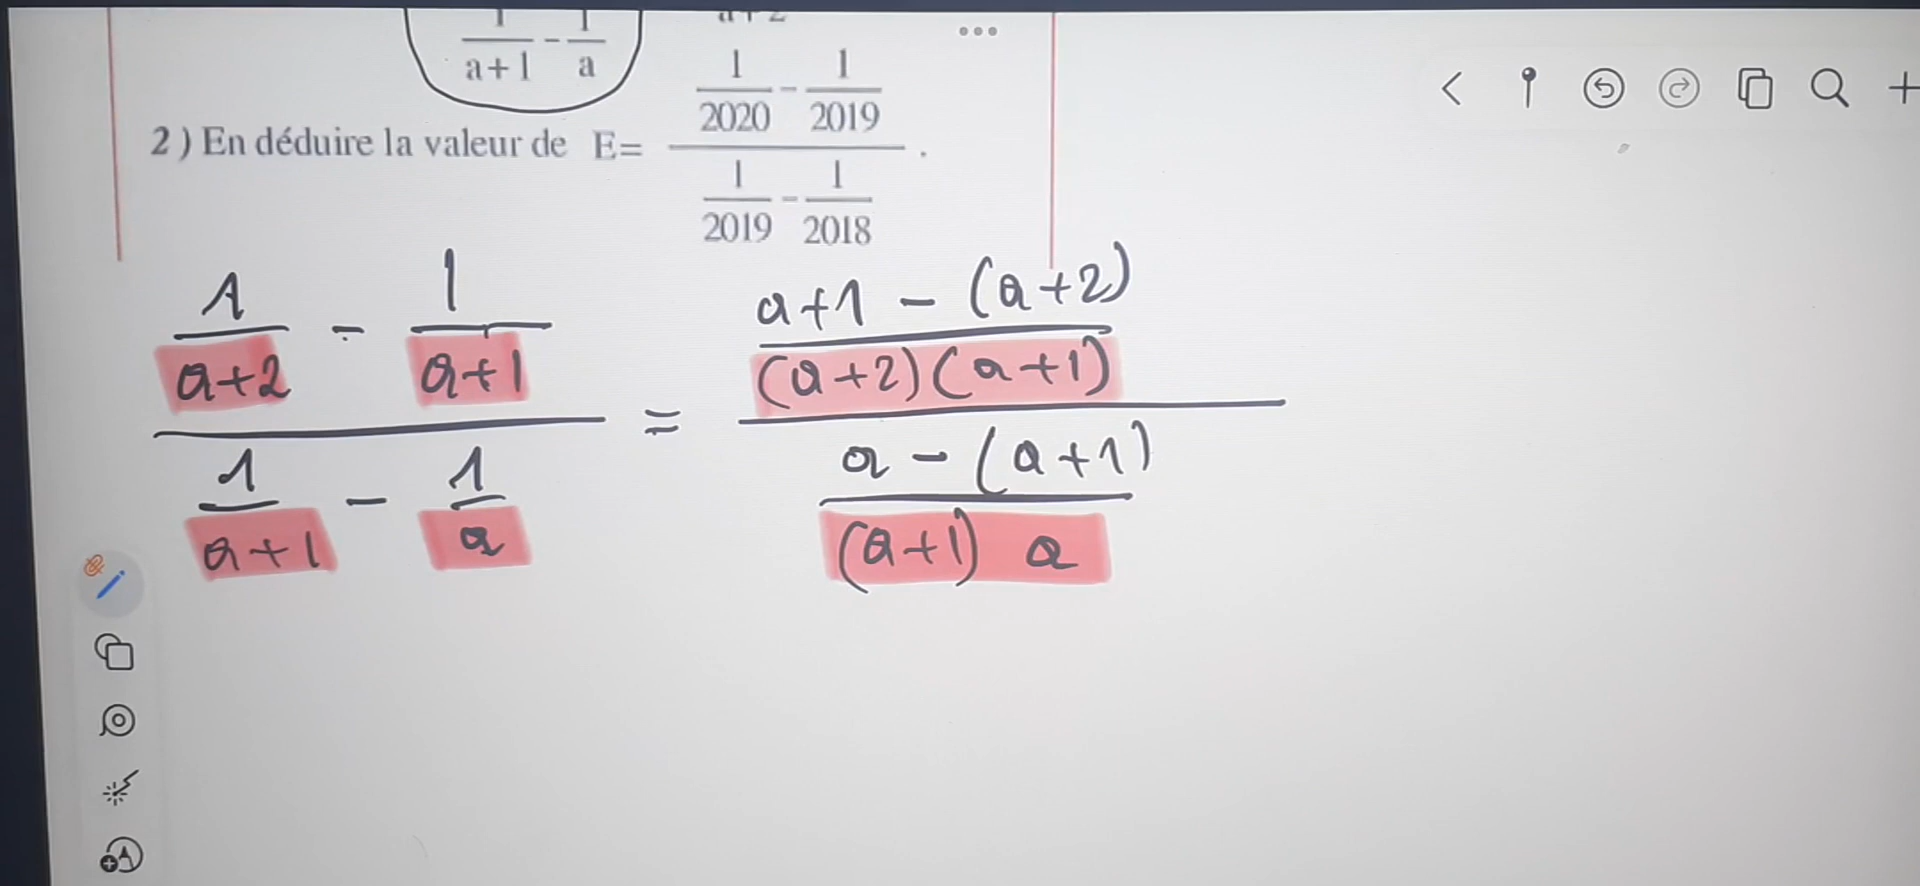 1/(a+1) - 1/a
a+2
2 ) En déduire la valeur de E= (1/2020 - 1/2019) / (1/2019 - 1/2018) .
(1/(a+2) - 1/(a+1)) / (1/(a+1) - 1/a) = ((a+1 - (a+2)) / ((a+2)(a+1))) / ((a - (a+1)) / ((a+1) a))